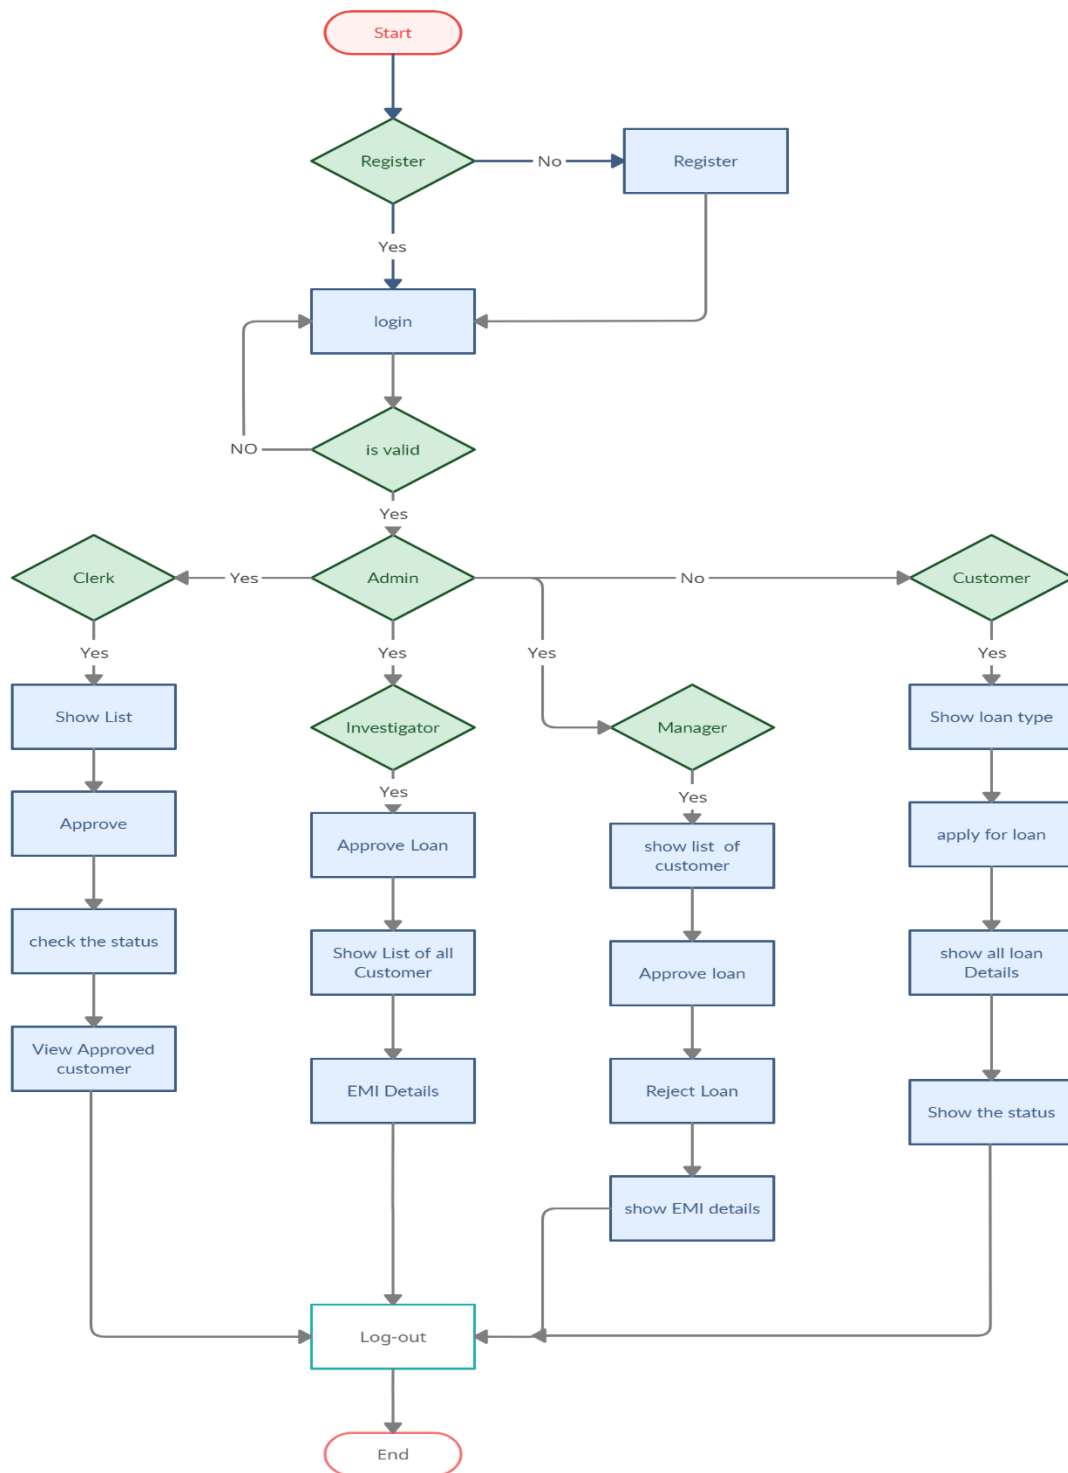 Start
Register
No
Register
Yes
login
NO
is valid
Yes
Clerk
Yes
Admin
No
Customer
Yes
Yes
Yes
Yes
Show List
Investigator
Manager
Show loan type
Yes
Yes
Approve
Approve Loan
show list of
customer
apply for loan
check the status
Show List of all
Customer
Approve loan
show all loan
Details
View Approved
customer
EMI Details
Reject Loan
Show the status
show EMI details
Log-out
End